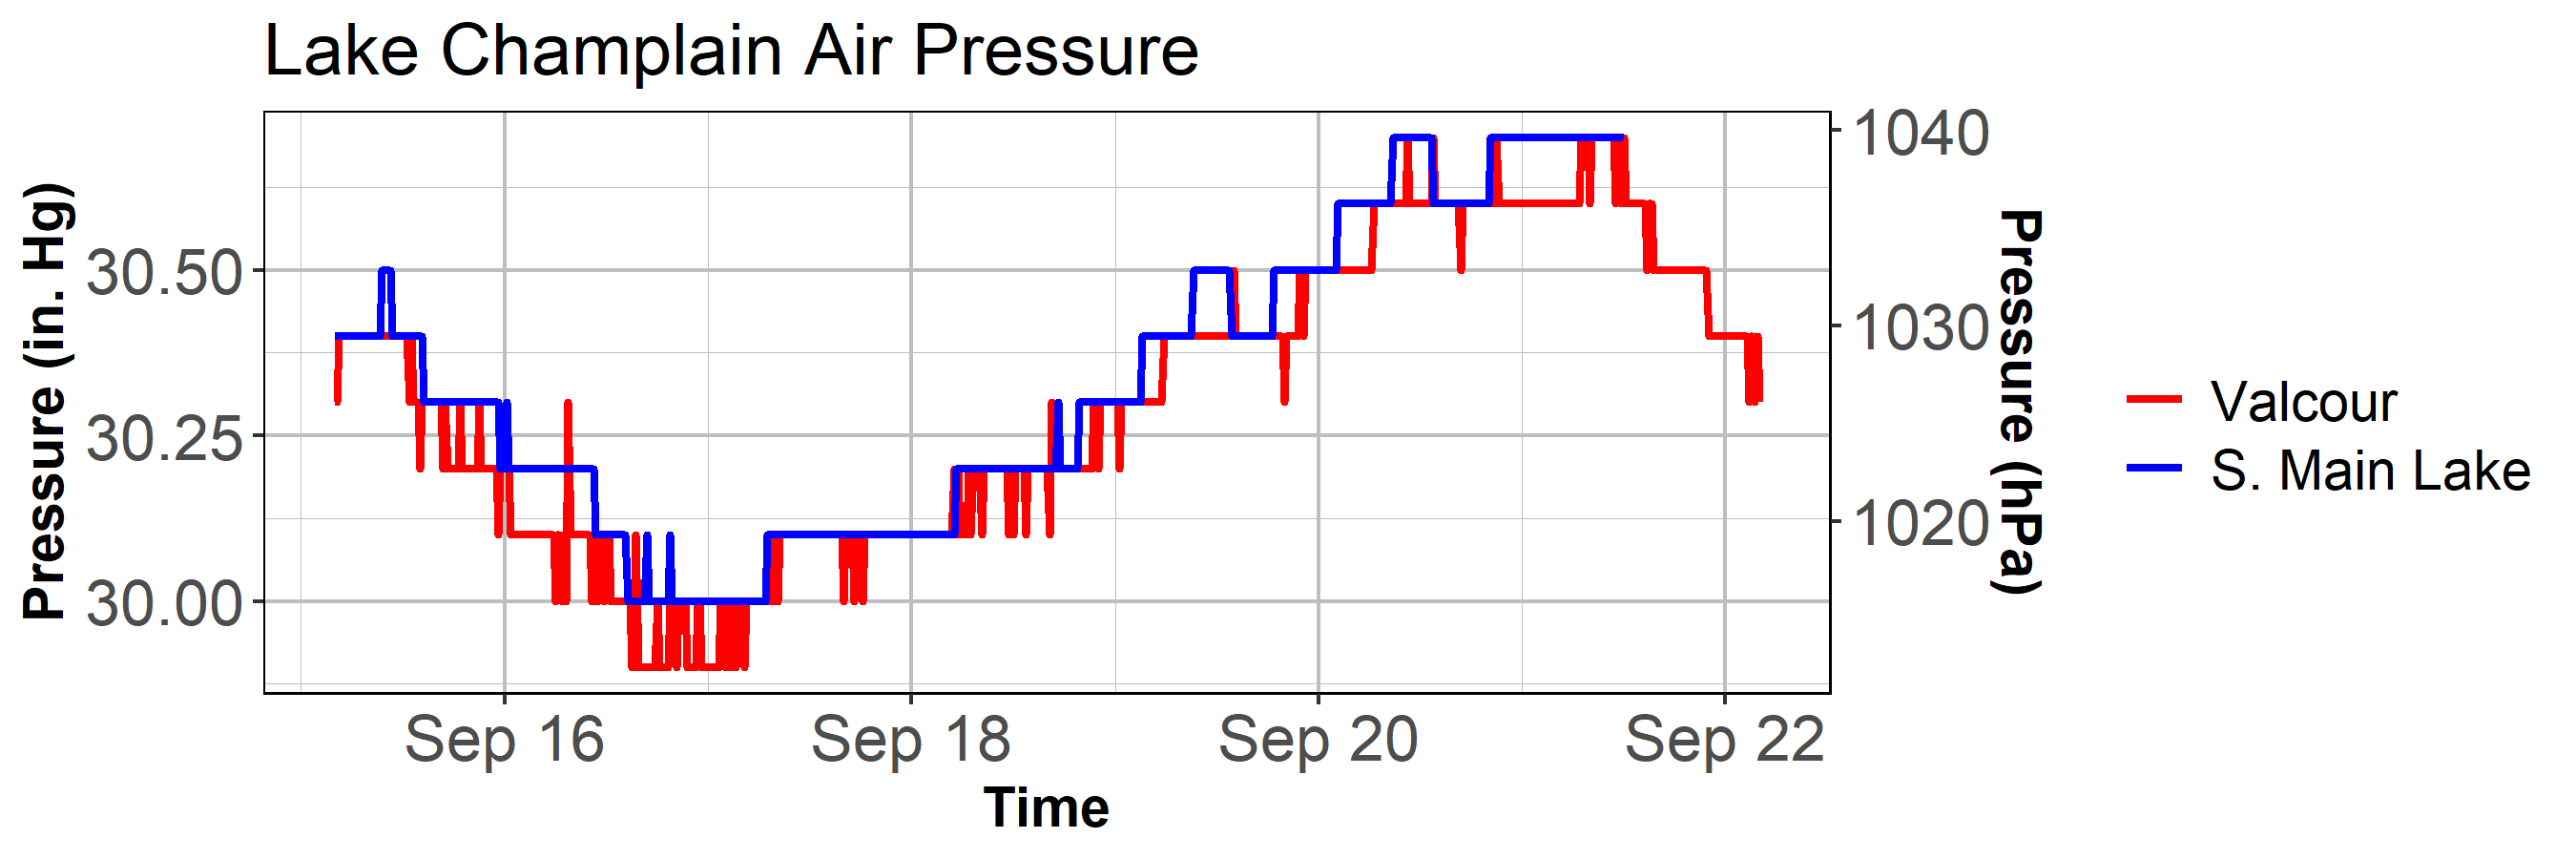 Lake Champlain Air Pressure
Pressure (in. Hg)
30.50
30.25
30.00
1040
1030
1020
Pressure (hPa)
Sep 16
Sep 18
Sep 20
Sep 22
Time
Valcour
S. Main Lake